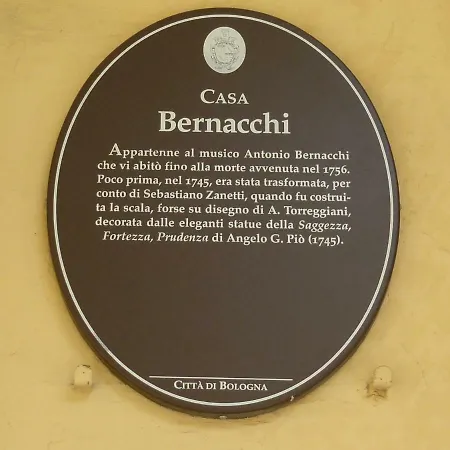 CASA
Bernacchi
Appartenne al musico Antonio Bernacchi
che vi abitò fino alla morte avvenuta nel 1756.
Poco prima, nel 1745, era stata trasformata, per
conto di Sebastiano Zanetti, quando fu costrui-
ta la scala, forse su disegno di A. Torreggiani,
decorata dalle eleganti statue della Saggezza,
Fortezza, Prudenza di Angelo G. Piò (1745).
CITTÀ DI BOLOGNA